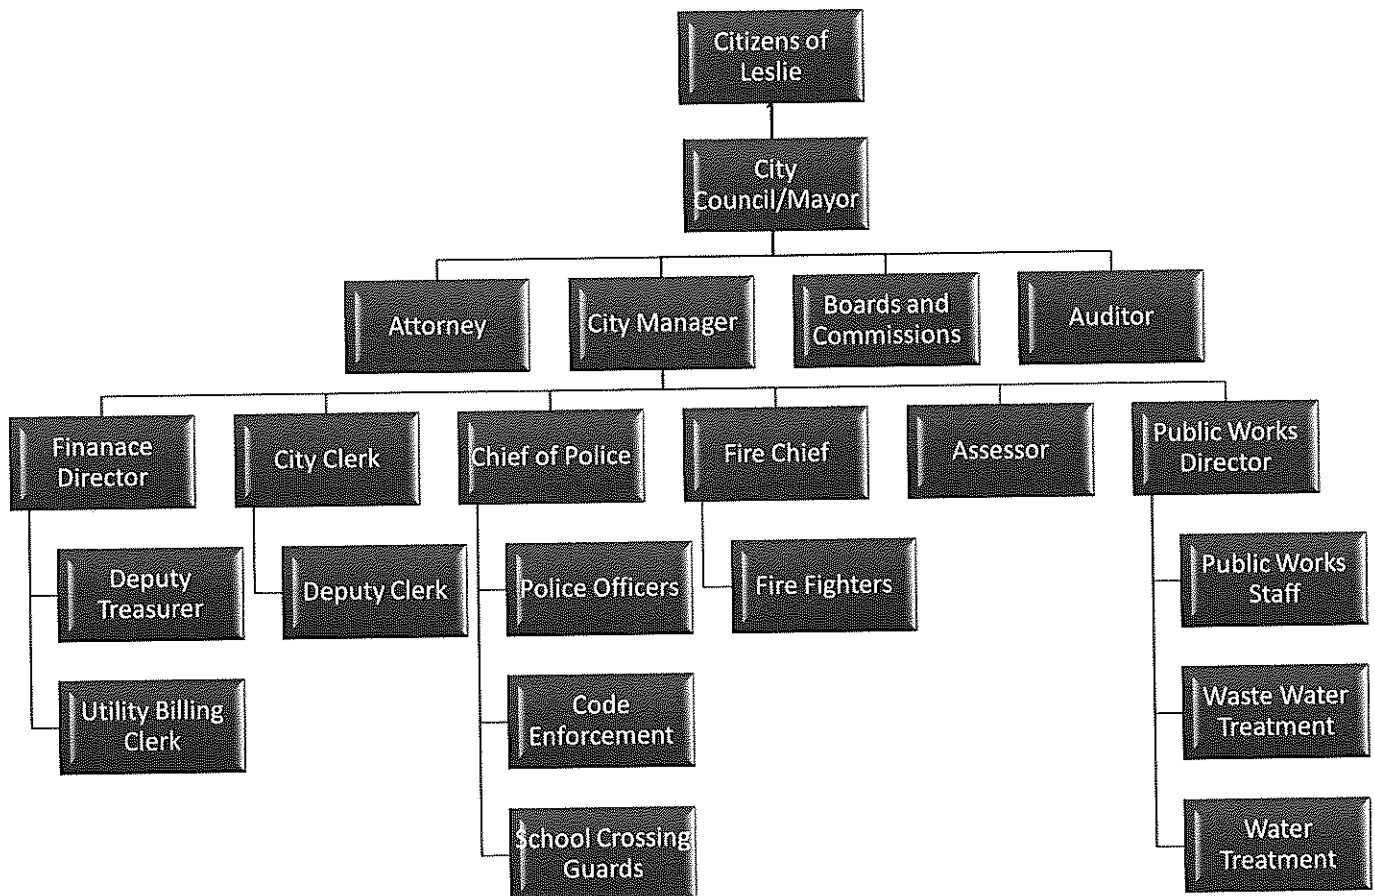 Citizens of
Leslie
City
Council/Mayor
Attorney
City Manager
Boards and
Commissions
Auditor
Finanace
Director
City Clerk
Chief of Police
Fire Chief
Assessor
Public Works
Director
Deputy
Treasurer
Deputy Clerk
Police Officers
Fire Fighters
Public Works
Staff
Utility Billing
Clerk
Code
Enforcement
Waste Water
Treatment
School Crossing
Guards
Water
Treatment